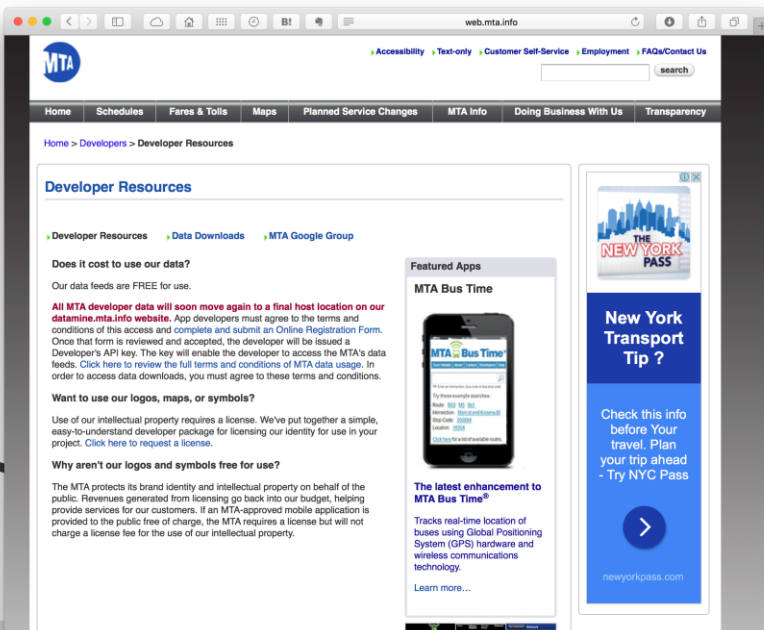 B!
web.mta.info
Accessibility Text-only Customer Self-Service Employment FAQs/Contact Us
MTA
search
Home Schedules Fares & Tolls Maps Planned Service Changes MTA Info Doing Business With Us Transparency
Home > Developers > Developer Resources
Developer Resources
Developer Resources Data Downloads MTA Google Group
Does it cost to use our data?
Our data feeds are FREE for use.
All MTA developer data will soon move again to a final host location on our
datamine.mta.info website. App developers must agree to the terms and
conditions of this access and complete and submit an Online Registration Form.
Once that form is reviewed and accepted, the developer will be issued a
Developer's API key. The key will enable the developer to access the MTA's data
feeds. Click here to review the full terms and conditions of MTA data usage. In
order to access data downloads, you must agree to these terms and conditions.
Want to use our logos, maps, or symbols?
Use of our intellectual property requires a license. We've put together a simple,
easy-to-understand developer package for licensing our identity for use in your
project. Click here to request a license.
Why aren't our logos and symbols free for use?
The MTA protects its brand identity and intellectual property on behalf of the
public. Revenues generated from licensing go back into our budget, helping
provide services for our customers. If an MTA-approved mobile application is
provided to the public free of charge, the MTA requires a license but will not
charge a license fee for the use of our intellectual property.
Featured Apps
MTA Bus Time
MTA Bus Time
Try these example searches:
Route:
Intersection:
Stop Code:
Location:
Click here for a list of available routes
The latest enhancement to
MTA Bus Time®
Tracks real-time location of
buses using Global Positioning
System (GPS) hardware and
wireless communications
technology.
Learn more...
THE
NEW YORK
PASS
New York
Transport
Tip ?
Check this info
before Your
travel. Plan
your trip ahead
- Try NYC Pass
newyorkpass.com